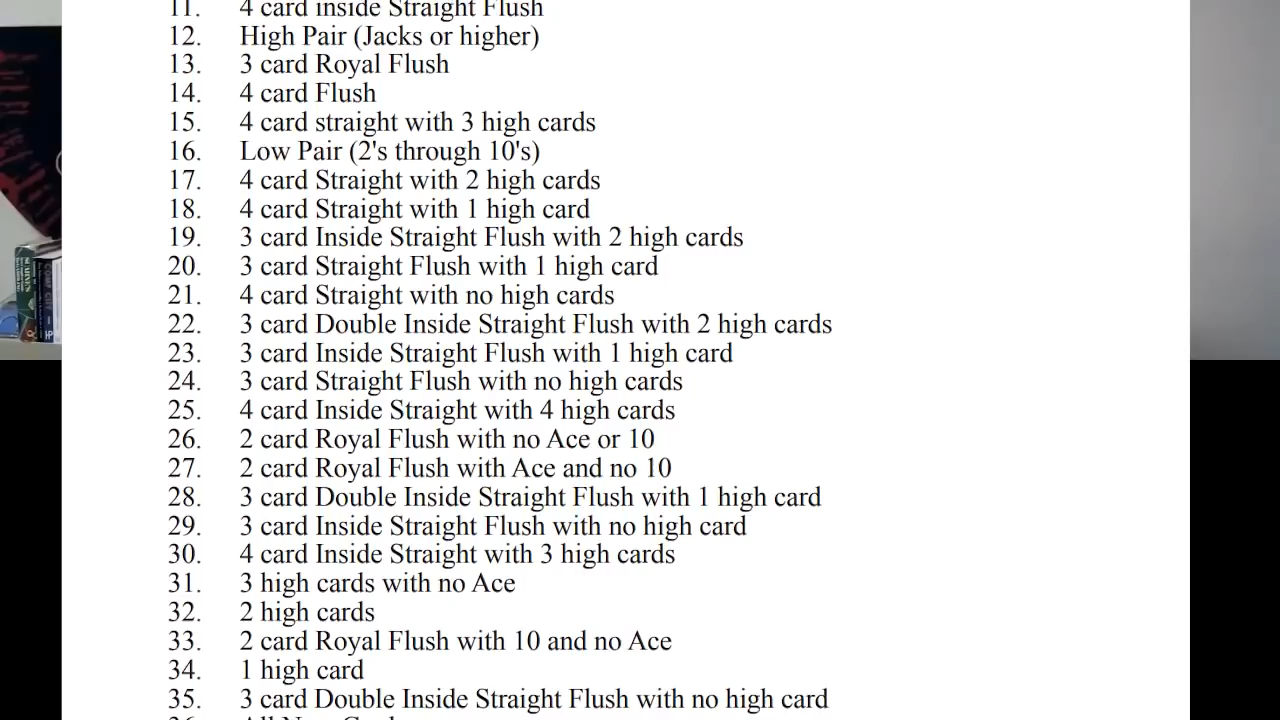 11. 4 card inside Straight Flush
12. High Pair (Jacks or higher)
13. 3 card Royal Flush
14. 4 card Flush
15. 4 card straight with 3 high cards
16. Low Pair (2's through 10's)
17. 4 card Straight with 2 high cards
18. 4 card Straight with 1 high card
19. 3 card Inside Straight Flush with 2 high cards
20. 3 card Straight Flush with 1 high card
21. 4 card Straight with no high cards
22. 3 card Double Inside Straight Flush with 2 high cards
23. 3 card Inside Straight Flush with 1 high card
24. 3 card Straight Flush with no high cards
25. 4 card Inside Straight with 4 high cards
26. 2 card Royal Flush with no Ace or 10
27. 2 card Royal Flush with Ace and no 10
28. 3 card Double Inside Straight Flush with 1 high card
29. 3 card Inside Straight Flush with no high card
30. 4 card Inside Straight with 3 high cards
31. 3 high cards with no Ace
32. 2 high cards
33. 2 card Royal Flush with 10 and no Ace
34. 1 high card
35. 3 card Double Inside Straight Flush with no high card